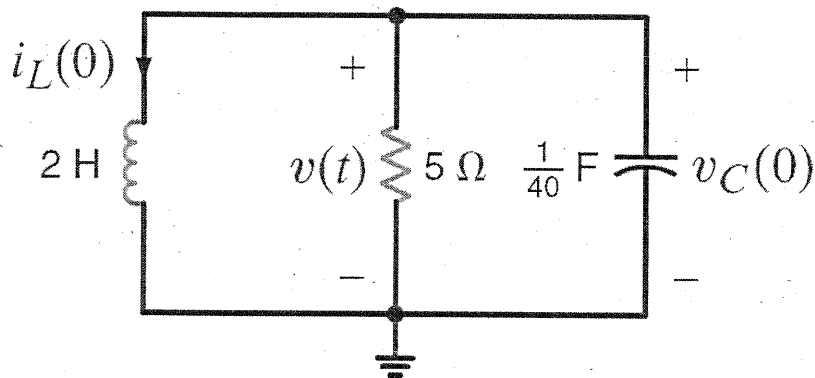 i_L(0)
+
+
2 H
v(t)
5 Ω
1/40 F
v_C(0)
−
−